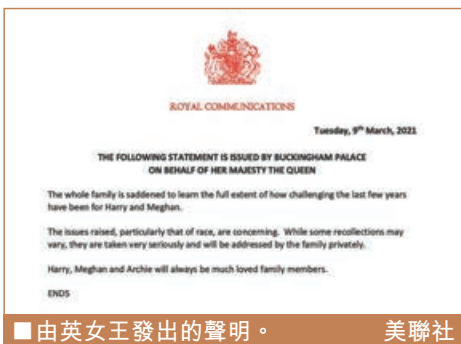 ROYAL COMMUNICATIONS
Tuesday, 9th March, 2021
THE FOLLOWING STATEMENT IS ISSUED BY BUCKINGHAM PALACE
ON BEHALF OF HER MAJESTY THE QUEEN
The whole family is saddened to learn the full extent of how challenging the last few years
have been for Harry and Meghan.
The issues raised, particularly that of race, are concerning. While some recollections may
vary, they are taken very seriously and will be addressed by the family privately.
Harry, Meghan and Archie will always be much loved family members.
ENDS
■由英女王發出的聲明。 美聯社